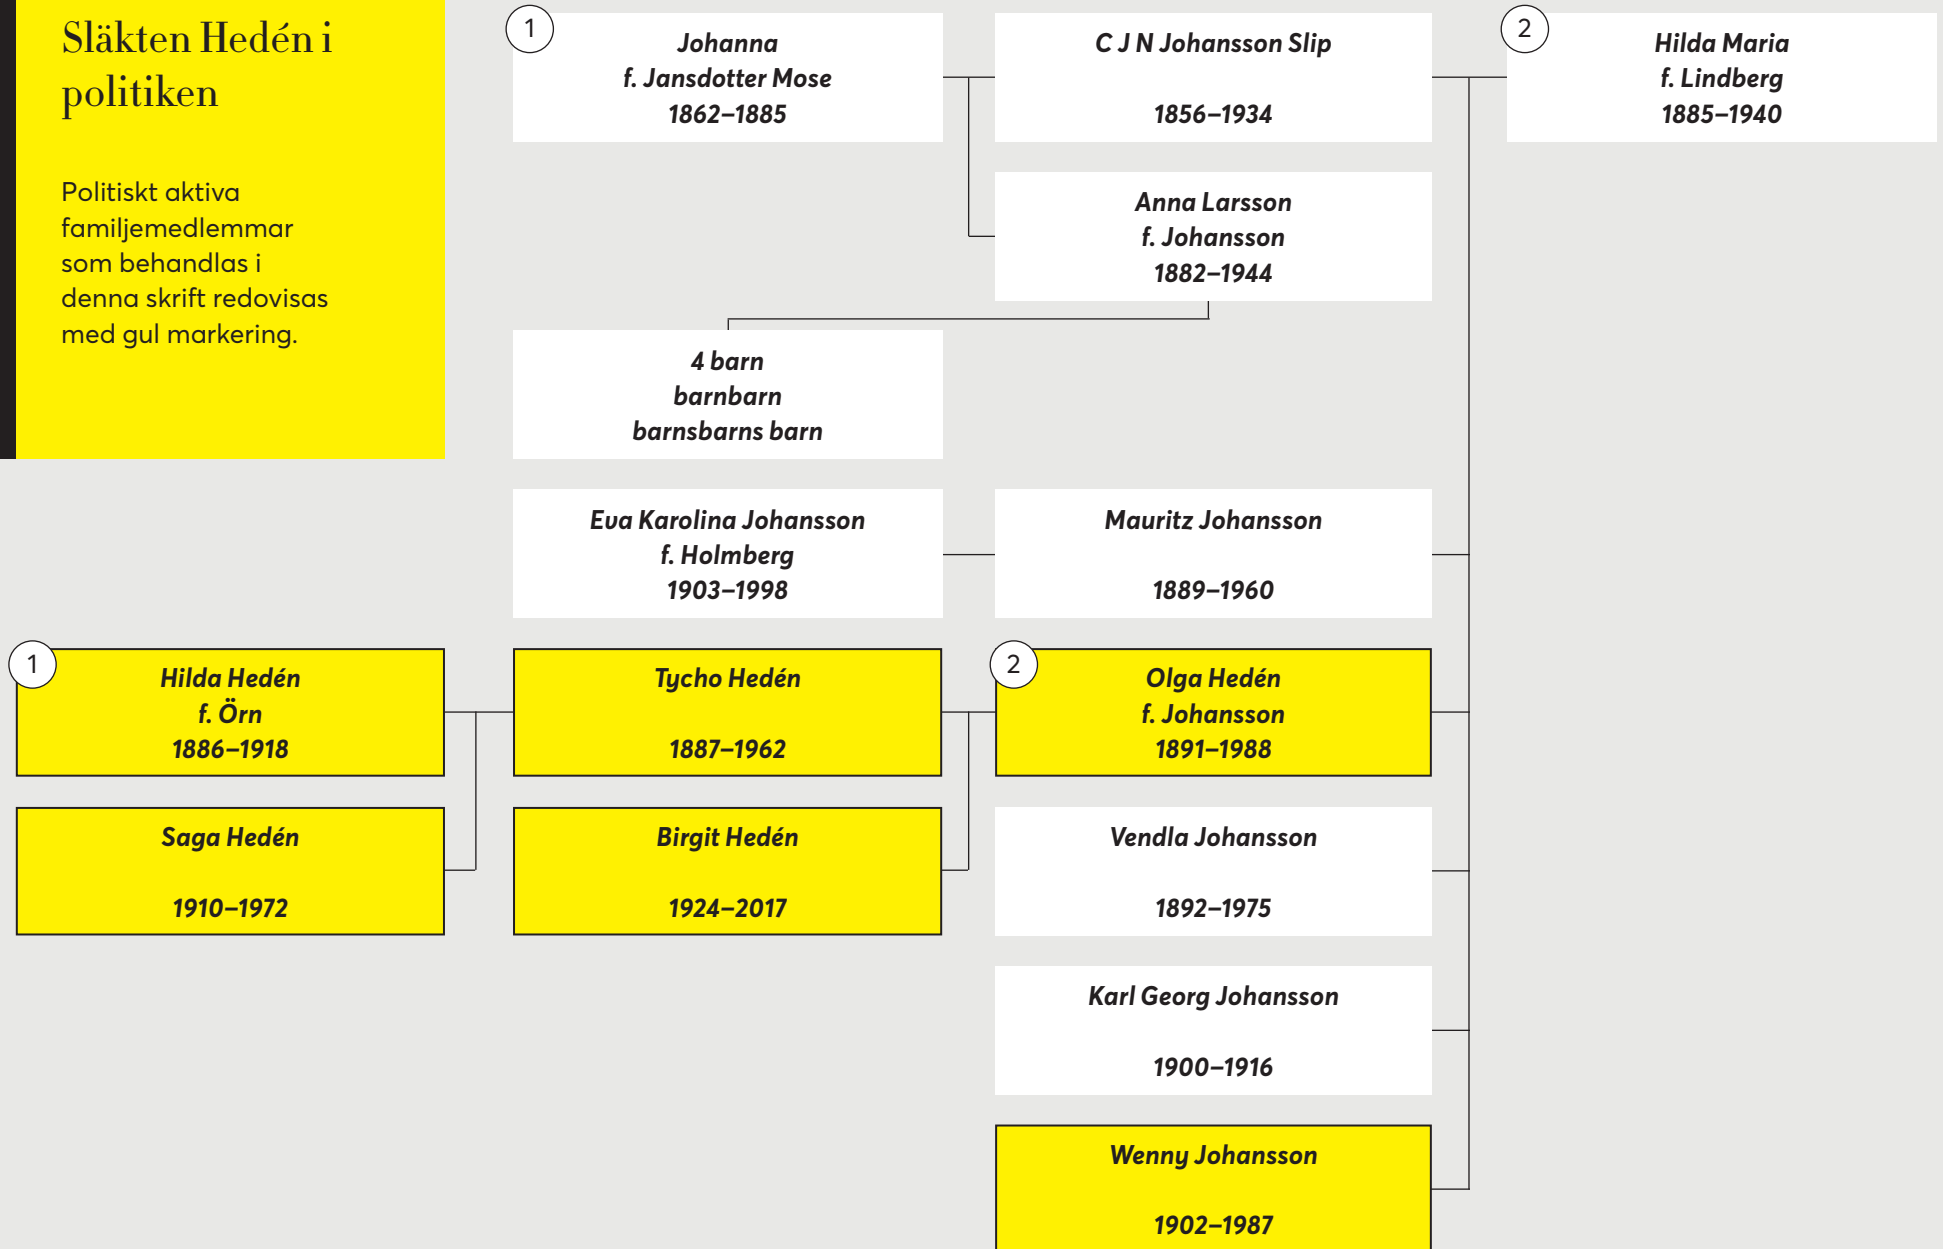 Släkten Hedén i
politiken
Politiskt aktiva
familjemedlemmar
som behandlas i
denna skrift redovisas
med gul markering.
1
Johanna
f. Jansdotter Mose
1862–1885
C J N Johansson Slip
1856–1934
2
Hilda Maria
f. Lindberg
1885–1940
Anna Larsson
f. Johansson
1882–1944
4 barn
barnbarn
barnsbarns barn
Eva Karolina Johansson
f. Holmberg
1903–1998
Mauritz Johansson
1889–1960
1
Hilda Hedén
f. Örn
1886–1918
Tycho Hedén
1887–1962
2
Olga Hedén
f. Johansson
1891–1988
Saga Hedén
1910–1972
Birgit Hedén
1924–2017
Vendla Johansson
1892–1975
Karl Georg Johansson
1900–1916
Wenny Johansson
1902–1987